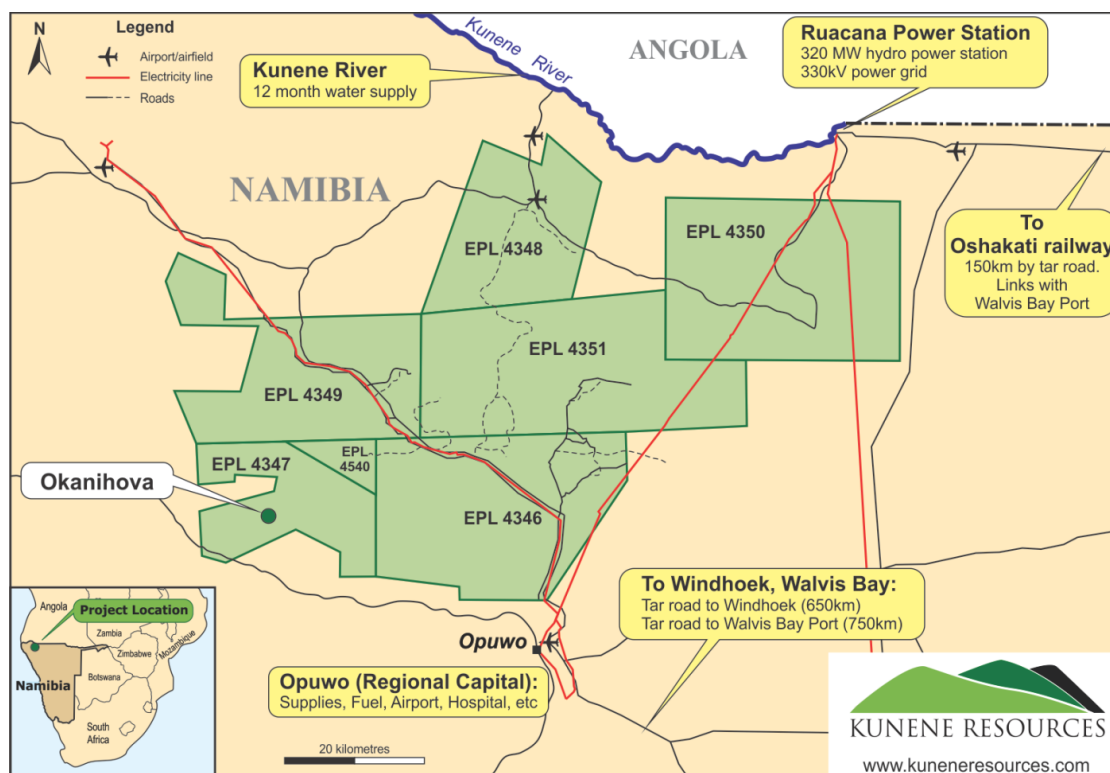 N
Legend
Airport/airfield
Electricity line
Roads
Kunene River
12 month water supply
Kunene River
ANGOLA
Ruacana Power Station
320 MW hydro power station
330kV power grid
NAMIBIA
To
Oshakati railway
150km by tar road.
Links with
Walvis Bay Port
EPL 4348
EPL 4350
EPL 4351
EPL 4349
EPL 4347
EPL
4540
EPL 4346
Okanihova
To Windhoek, Walvis Bay:
Tar road to Windhoek (650km)
Tar road to Walvis Bay Port (750km)
Opuwo
Opuwo (Regional Capital):
Supplies, Fuel, Airport, Hospital, etc
20 kilometres
Project Location
Angola
Zambia
Zimbabwe
Mozambique
Botswana
Namibia
South
Africa
KUNENE RESOURCES
www.kuneneresources.com